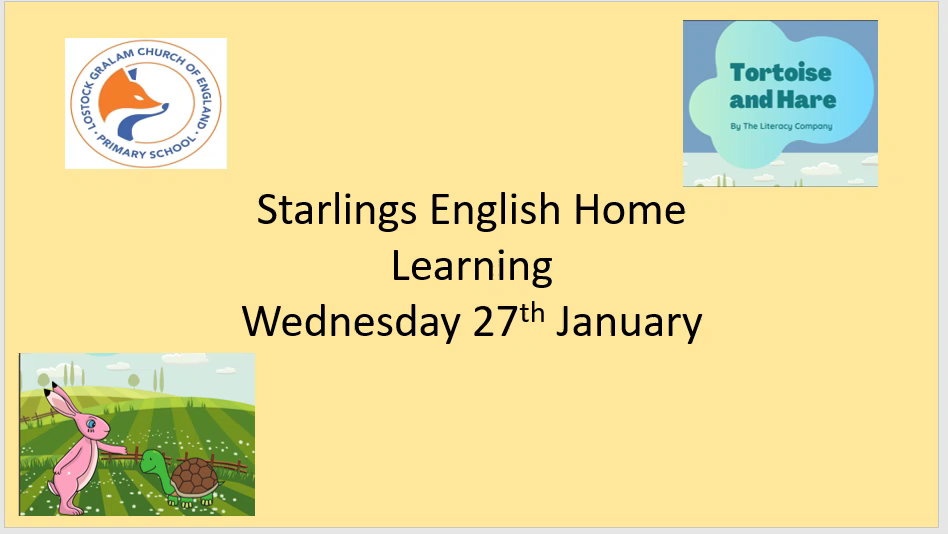 LOSTOCK GRALAM CHURCH OF ENGLAND
• PRIMARY SCHOOL •
Tortoise
and Hare
By The Literacy Company
Starlings English Home
Learning
Wednesday 27th January